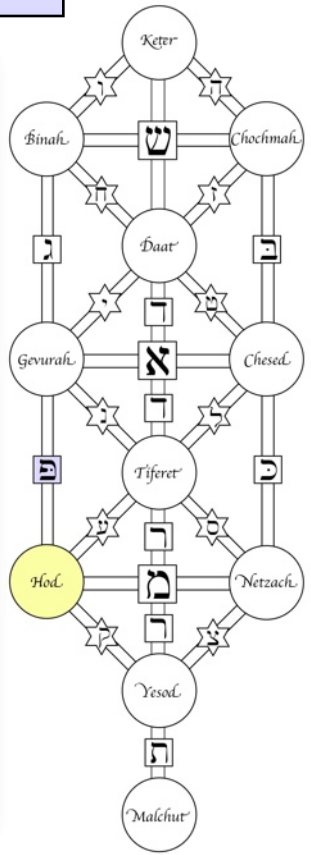 Keter
ו ה
Binah ש Chochmah
ח ז
ג Daat בּ
י ט
ד
Gevurah א Chesed
ד
נ ל
פּ Tiferet כּ
ע ס
ר
Hod מ Netzach
ר
ק צ
Yesod
ת
Malchut